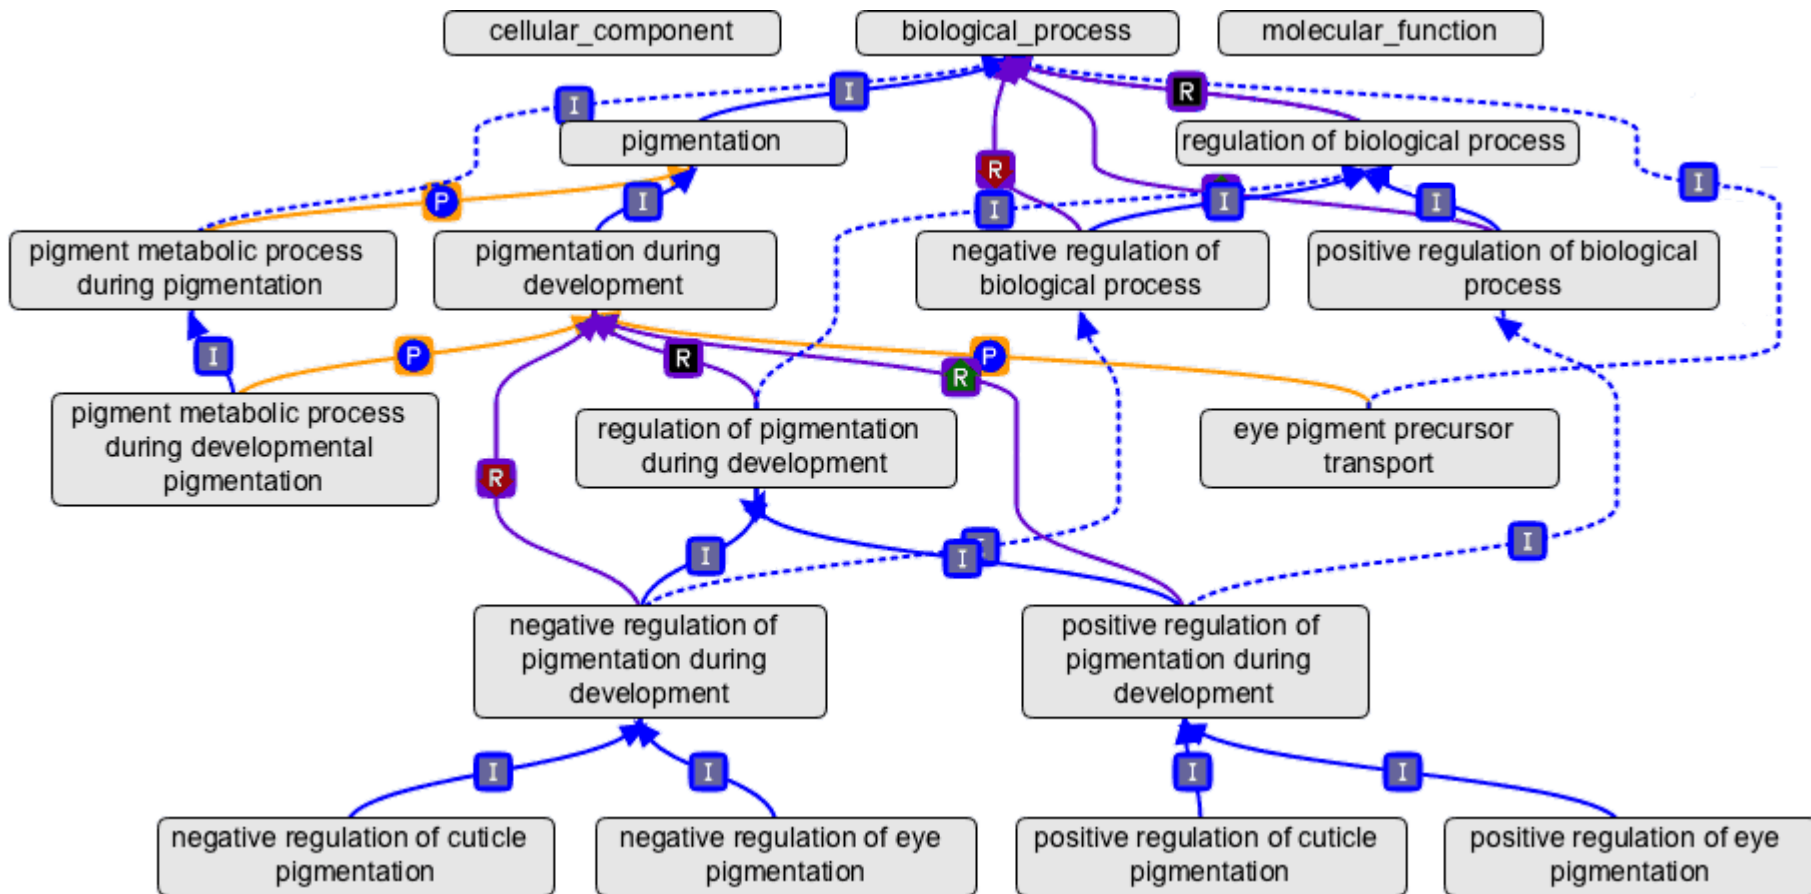 cellular_component
biological_process
molecular_function
I
I
R
pigmentation
regulation of biological process
R
I
P
I
I
I
I
pigment metabolic process
during pigmentation
pigmentation during
development
negative regulation of
biological process
positive regulation of biological
process
I
P
R
P
R
pigment metabolic process
during developmental
pigmentation
regulation of pigmentation
during development
eye pigment precursor
transport
R
I
I
I
I
negative regulation of
pigmentation during
development
positive regulation of
pigmentation during
development
I
I
I
I
negative regulation of cuticle
pigmentation
negative regulation of eye
pigmentation
positive regulation of cuticle
pigmentation
positive regulation of eye
pigmentation